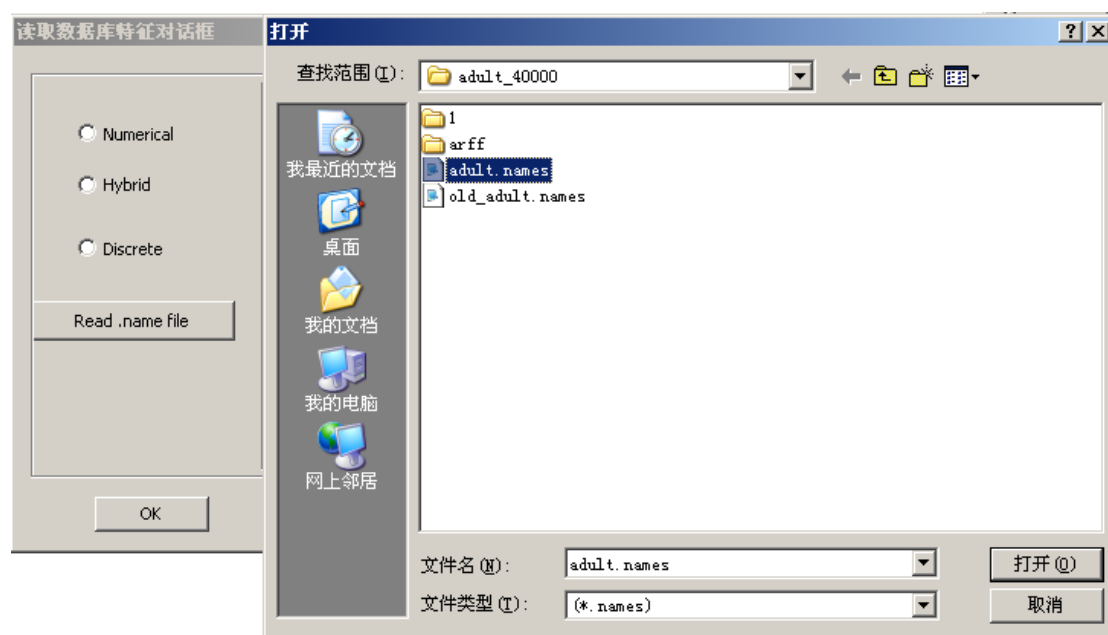 读取数据库特征对话框
Numerical
Hybrid
Discrete
Read .name file
OK
打开
查找范围(I):
adult_40000
我最近的文档
桌面
我的文档
我的电脑
网上邻居
1
arff
adult.names
old_adult.names
文件名(N):
adult.names
打开(O)
文件类型(T):
(*.names)
取消